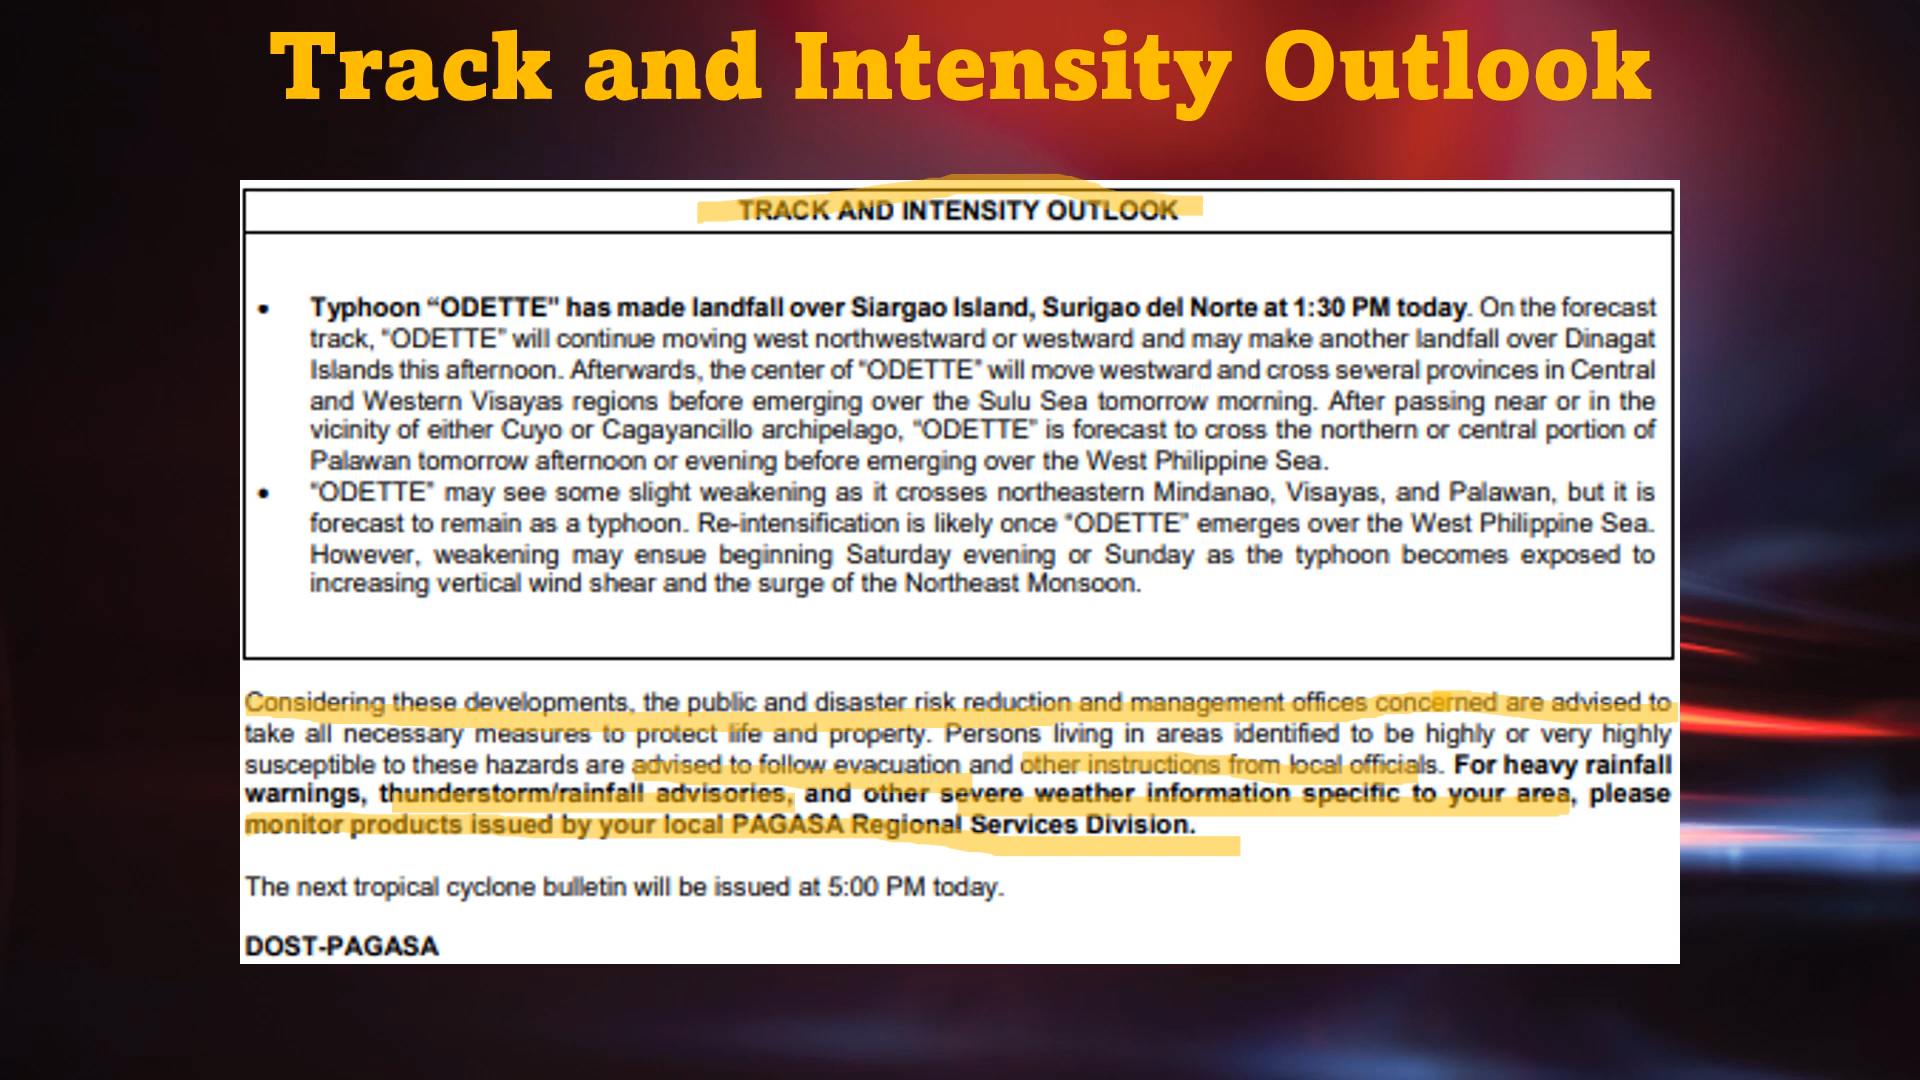 Track and Intensity Outlook
TRACK AND INTENSITY OUTLOOK
• Typhoon “ODETTE" has made landfall over Siargao Island, Surigao del Norte at 1:30 PM today. On the forecast
track, “ODETTE” will continue moving west northwestward or westward and may make another landfall over Dinagat
Islands this afternoon. Afterwards, the center of “ODETTE” will move westward and cross several provinces in Central
and Western Visayas regions before emerging over the Sulu Sea tomorrow morning. After passing near or in the
vicinity of either Cuyo or Cagayancillo archipelago, “ODETTE” is forecast to cross the northern or central portion of
Palawan tomorrow afternoon or evening before emerging over the West Philippine Sea.
• “ODETTE” may see some slight weakening as it crosses northeastern Mindanao, Visayas, and Palawan, but it is
forecast to remain as a typhoon. Re-intensification is likely once “ODETTE” emerges over the West Philippine Sea.
However, weakening may ensue beginning Saturday evening or Sunday as the typhoon becomes exposed to
increasing vertical wind shear and the surge of the Northeast Monsoon.
Considering these developments, the public and disaster risk reduction and management offices concerned are advised to
take all necessary measures to protect life and property. Persons living in areas identified to be highly or very highly
susceptible to these hazards are advised to follow evacuation and other instructions from local officials. For heavy rainfall
warnings, thunderstorm/rainfall advisories, and other severe weather information specific to your area, please
monitor products issued by your local PAGASA Regional Services Division.
The next tropical cyclone bulletin will be issued at 5:00 PM today.
DOST-PAGASA